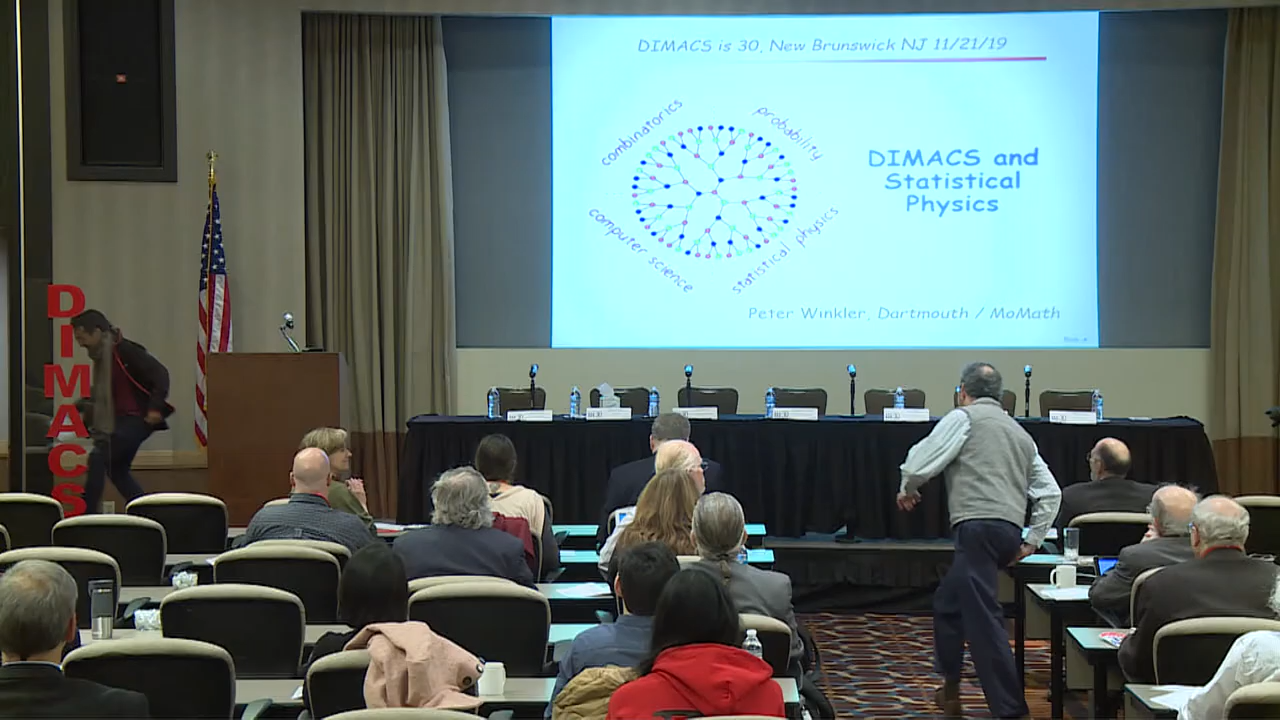 DIMACS is 30, New Brunswick NJ 11/21/19
combinatorics
probability
computer science
statistical physics
DIMACS and
Statistical
Physics
Peter Winkler, Dartmouth / MoMath
DIMACS